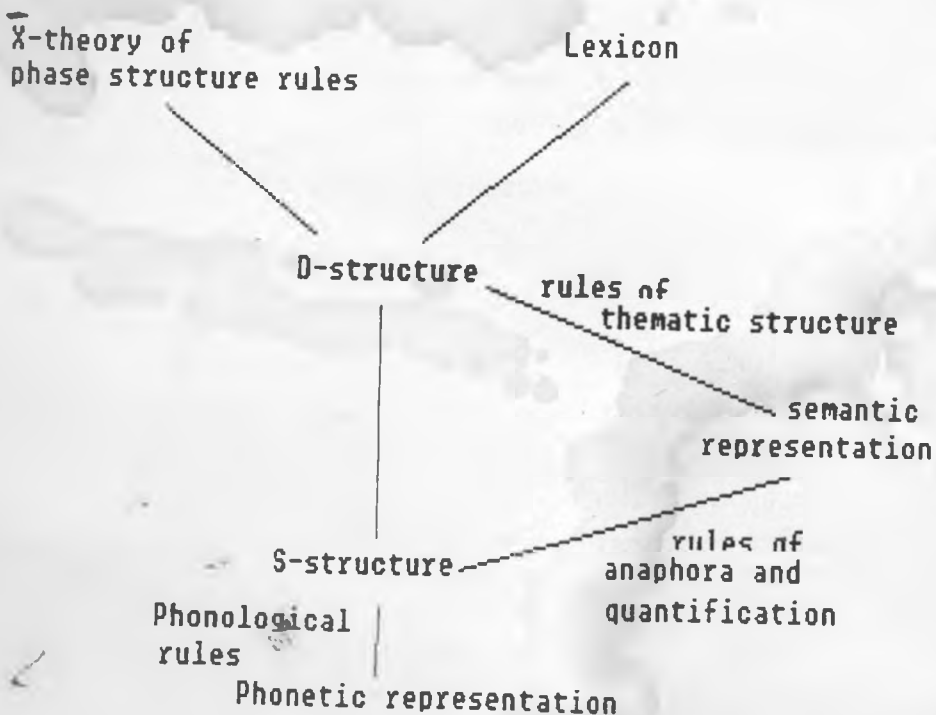 X̄-theory of
phase structure rules
Lexicon
D-structure
rules of
thematic structure
semantic
representation
S-structure
rules of
anaphora and
quantification
Phonological
rules
Phonetic representation